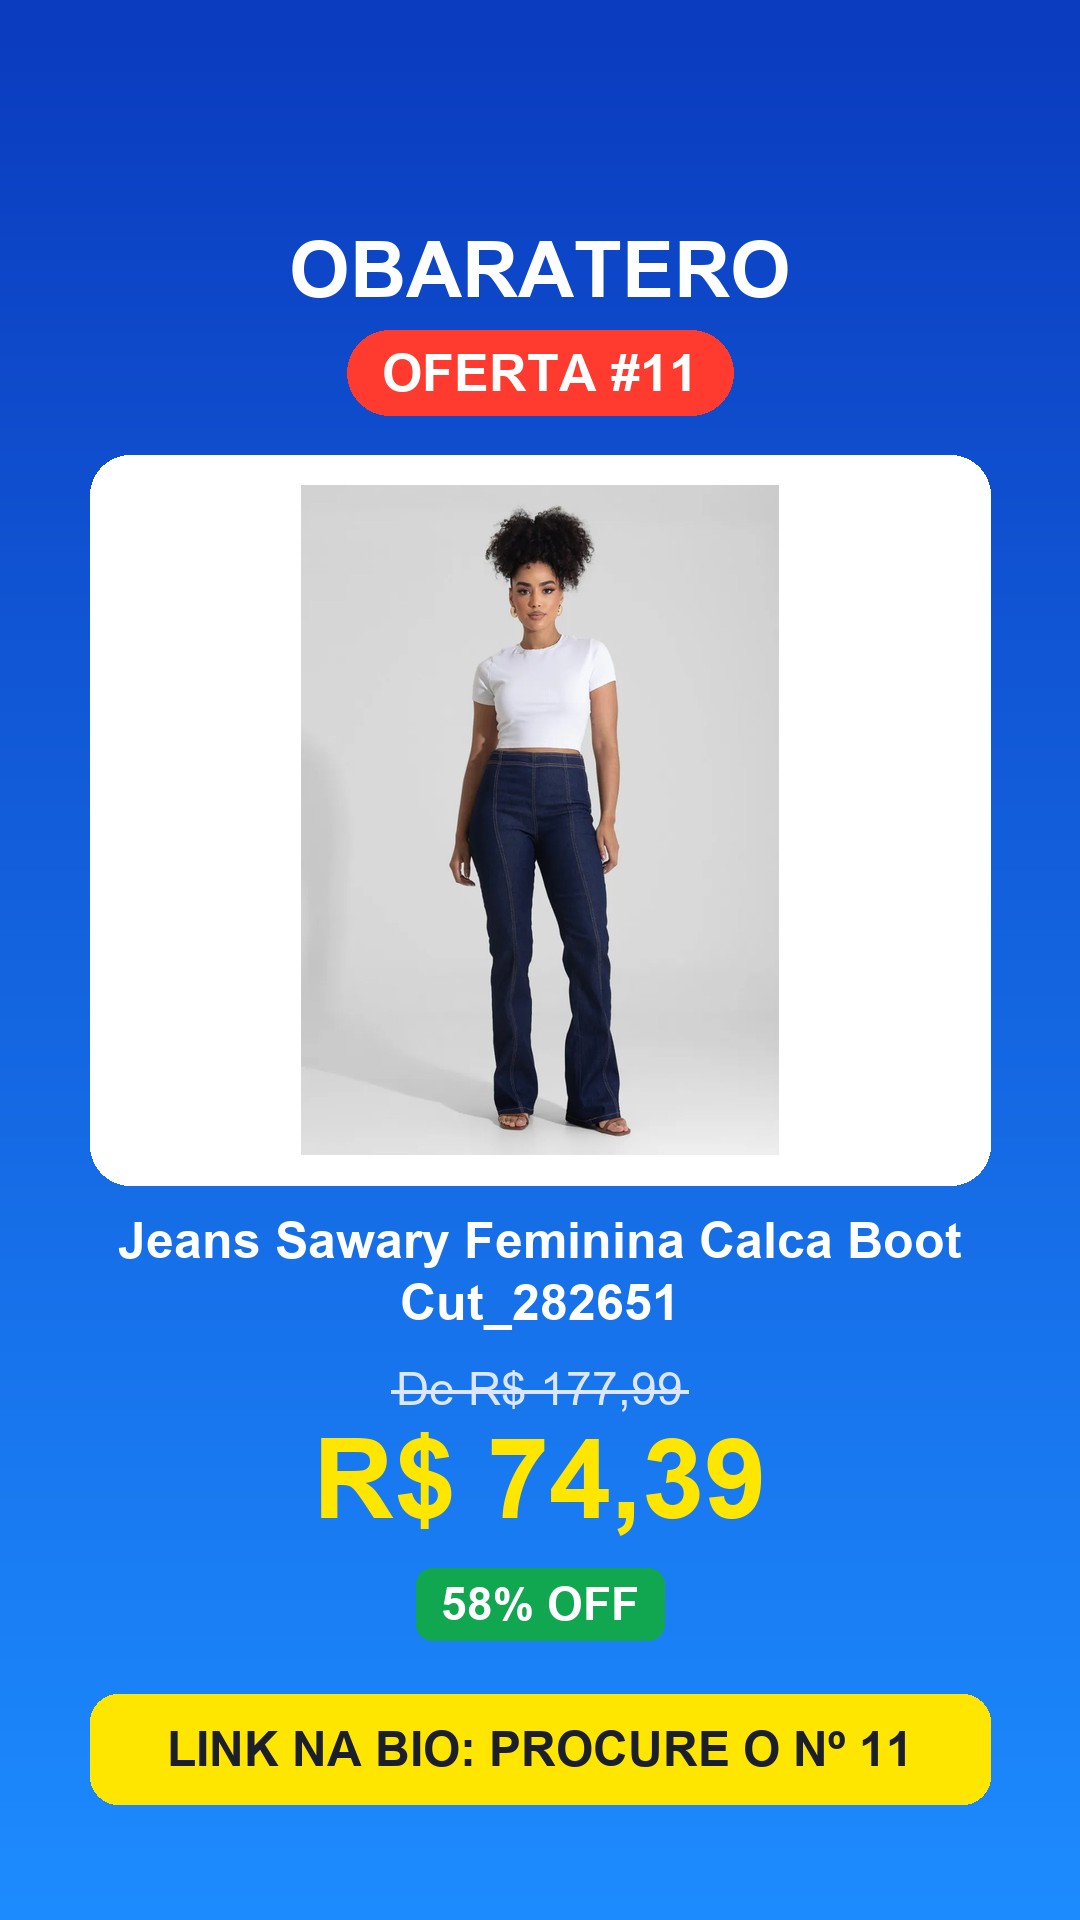 OBARATERO
OFERTA #11
Jeans Sawary Feminina Calca Boot
Cut_282651
De R$ 177,99
R$ 74,39
58% OFF
LINK NA BIO: PROCURE O Nº 11